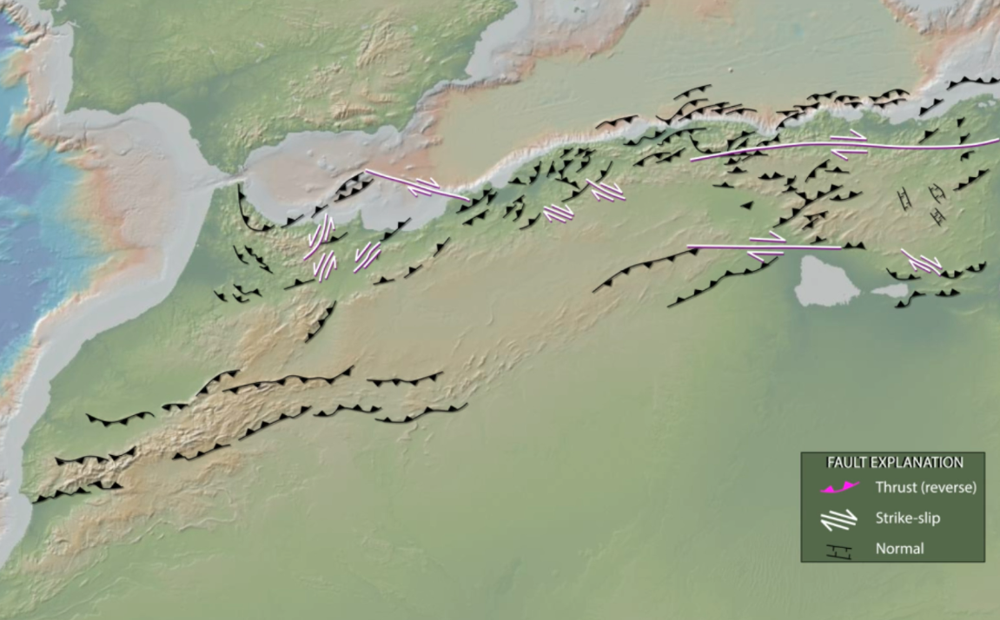 FAULT EXPLANATION
Thrust (reverse)
Strike-slip
Normal